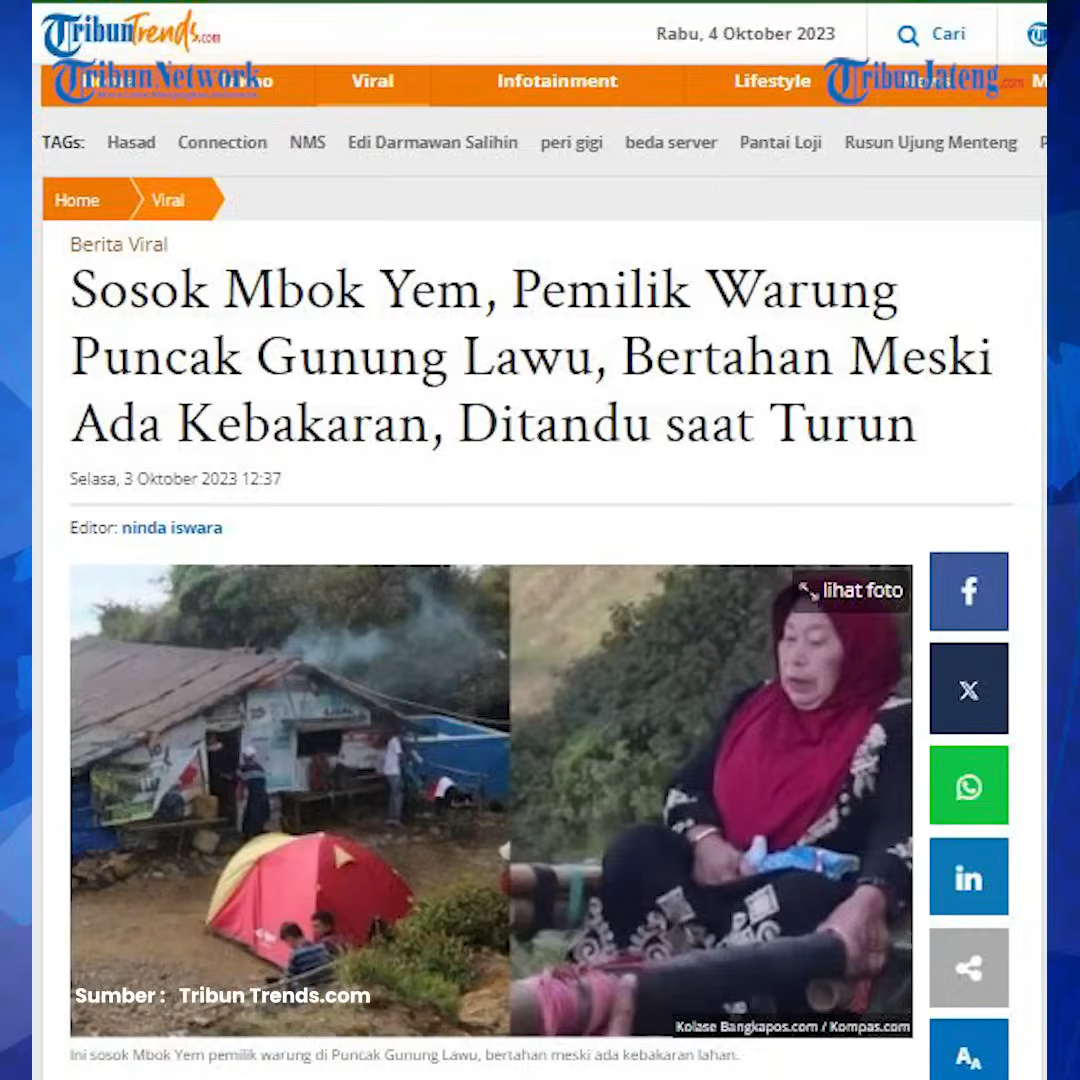 TribunTrends.com
Rabu, 4 Oktober 2023
Cari
Tribun Network
Viral
Infotainment
Lifestyle
TribunJateng.com
TAGs: Hasad Connection NMS Edi Darmawan Salihin peri gigi beda server Pantai Loji Rusun Ujung Menteng
Home Viral
Berita Viral
Sosok Mbok Yem, Pemilik Warung
Puncak Gunung Lawu, Bertahan Meski
Ada Kebakaran, Ditandu saat Turun
Selasa, 3 Oktober 2023 12:37
Editor: ninda iswara
lihat foto
f
X
in
Sumber : Tribun Trends.com
Kolase Bangkapos.com / Kompas.com
AA
Ini sosok Mbok Yem pemilik warung di Puncak Gunung Lawu, bertahan meski ada kebakaran lahan.